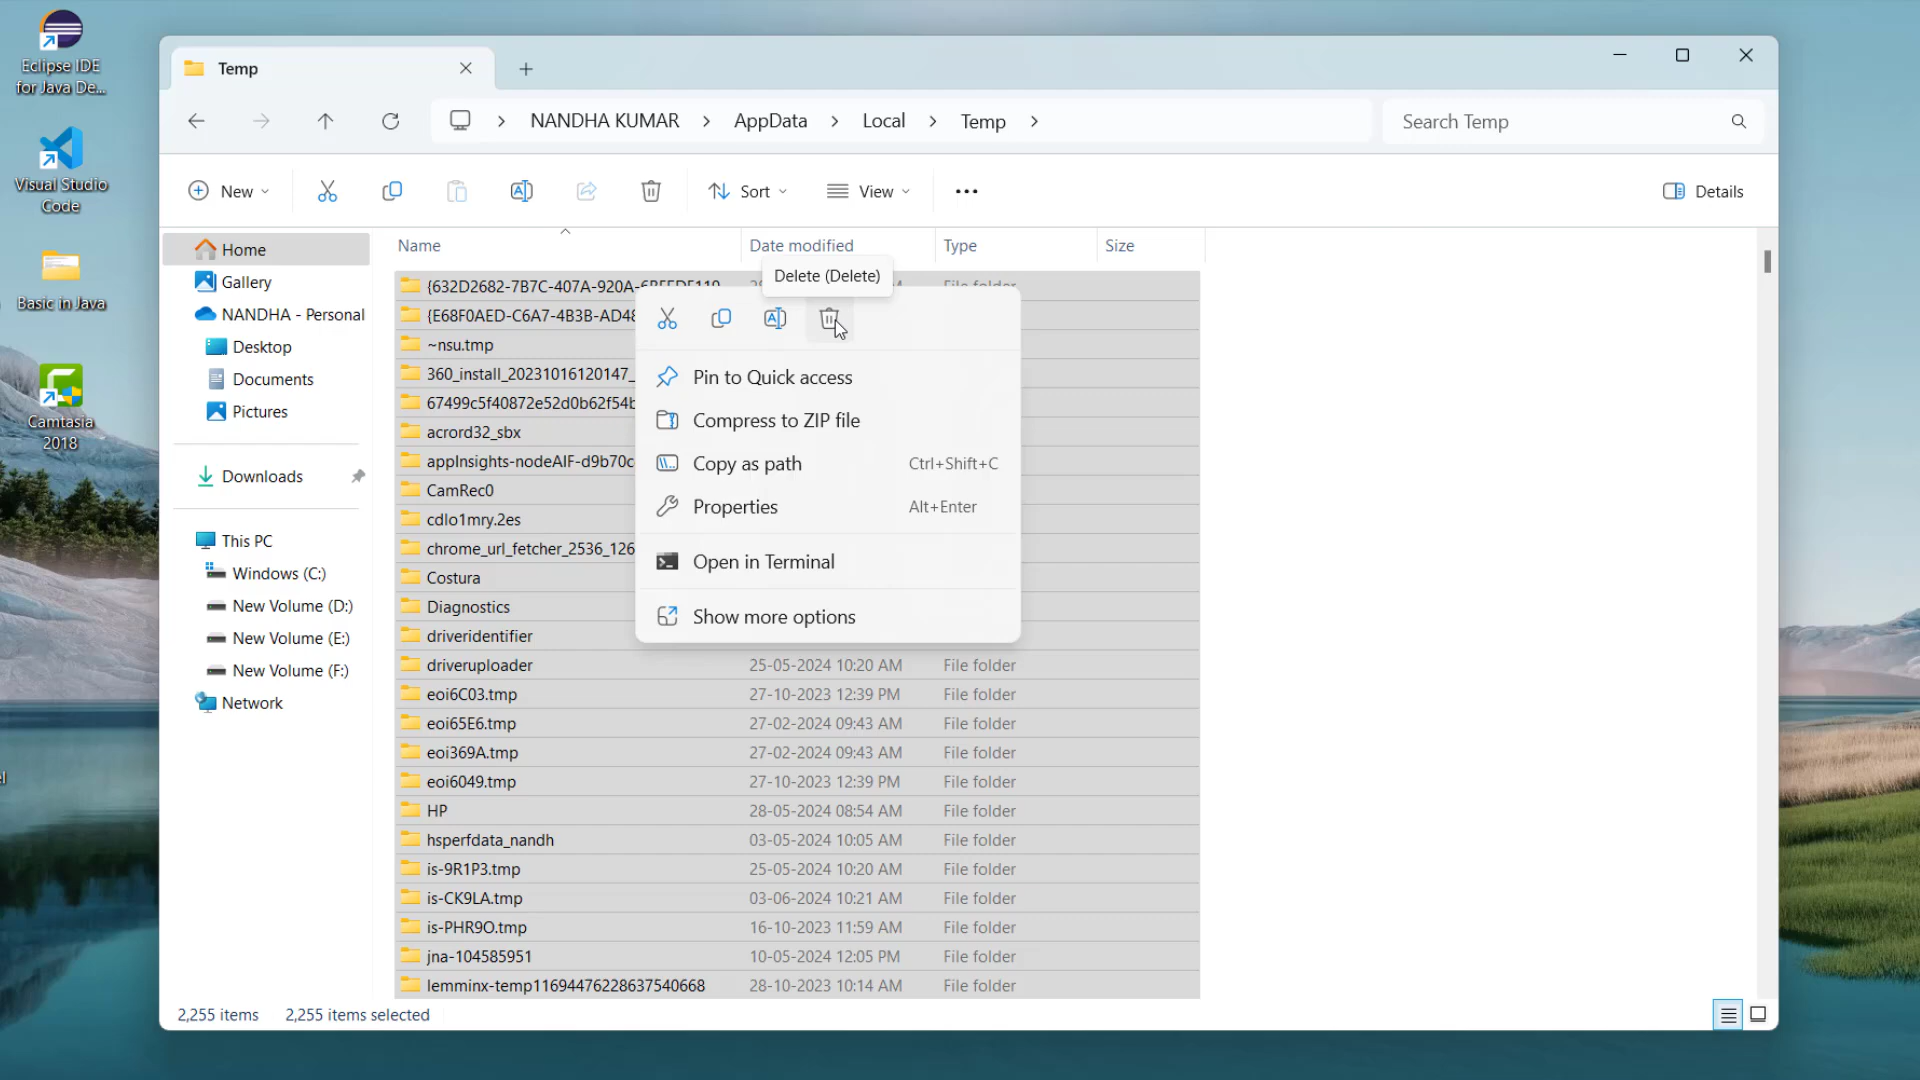 Eclipse IDE
for Java De...
Visual Studio
Code
Basic in Java
Camtasia
2018
Temp
NANDHA KUMAR
AppData
Local
Temp
Search Temp
New
Sort
View
Details
Home
Gallery
NANDHA - Personal
Desktop
Documents
Pictures
Downloads
This PC
Windows (C:)
New Volume (D:)
New Volume (E:)
New Volume (F:)
Network
Name Date modified Type Size
Delete (Delete)
{632D2682-7B7C-407A-920A-
{E68F0AED-C6A7-4B3B-AD48
~nsu.tmp
360_install_20231016120147_
67499c5f40872e52d0b62f54b
acrord32_sbx
appInsights-nodeAIF-d9b70c
CamRec0
cdlo1mry.2es
chrome_url_fetcher_2536_126
Costura
Diagnostics
driveridentifier
driveruploader 25-05-2024 10:20 AM File folder
eoi6C03.tmp 27-10-2023 12:39 PM File folder
eoi65E6.tmp 27-02-2024 09:43 AM File folder
eoi369A.tmp 27-02-2024 09:43 AM File folder
eoi6049.tmp 27-10-2023 12:39 PM File folder
HP 28-05-2024 08:54 AM File folder
hsperfdata_nandh 03-05-2024 10:05 AM File folder
is-9R1P3.tmp 25-05-2024 10:20 AM File folder
is-CK9LA.tmp 03-06-2024 10:21 AM File folder
is-PHR9O.tmp 16-10-2023 11:59 AM File folder
jna-104585951 10-05-2024 12:05 PM File folder
lemminx-temp11694476228637540668 28-10-2023 10:14 AM File folder
Pin to Quick access
Compress to ZIP file
Copy as path Ctrl+Shift+C
Properties Alt+Enter
Open in Terminal
Show more options
2,255 items 2,255 items selected